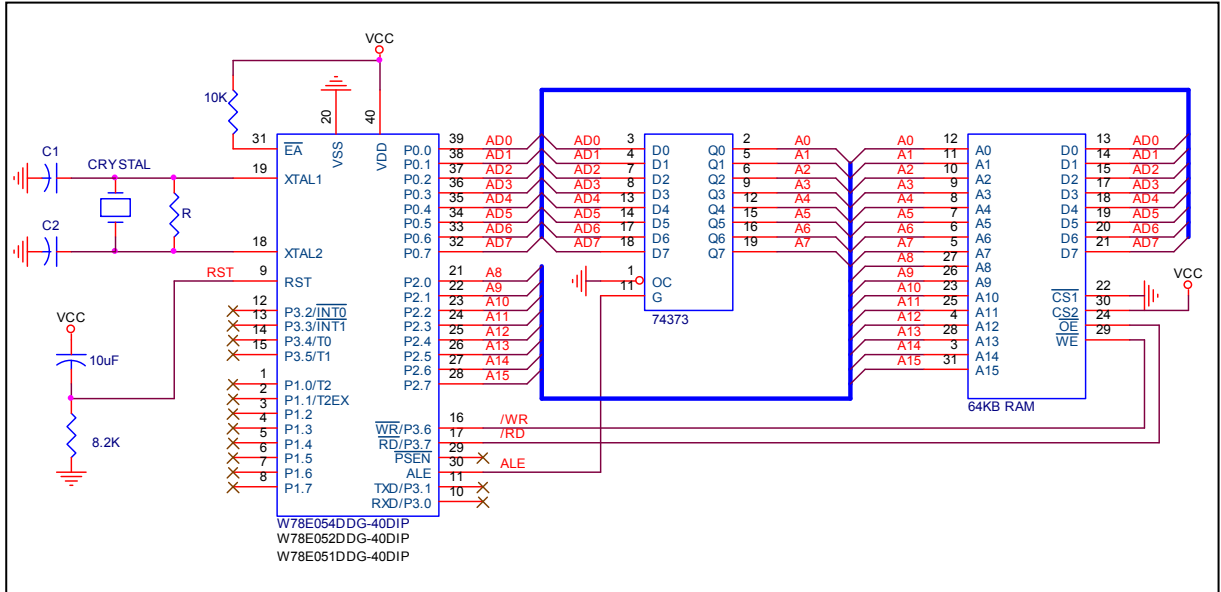 VCC
10K
20
40
31
EA
VSS
VDD
C1
CRYSTAL
19
XTAL1
R
C2
18
XTAL2
RST
9
RST
VCC
10uF
8.2K
12
P3.2/INT0
13
P3.3/INT1
14
P3.4/T0
15
P3.5/T1
1
P1.0/T2
2
P1.1/T2EX
3
P1.2
4
P1.3
5
P1.4
6
P1.5
7
P1.6
8
P1.7
P0.0 39 AD0
P0.1 38 AD1
P0.2 37 AD2
P0.3 36 AD3
P0.4 35 AD4
P0.5 34 AD5
P0.6 33 AD6
P0.7 32 AD7
P2.0 21 A8
P2.1 22 A9
P2.2 23 A10
P2.3 24 A11
P2.4 25 A12
P2.5 26 A13
P2.6 27 A14
P2.7 28 A15
WR/P3.6 16 /WR
RD/P3.7 17 /RD
PSEN 29
ALE 30 ALE
TXD/P3.1 11
RXD/P3.0 10
W78E054DDG-40DIP
W78E052DDG-40DIP
W78E051DDG-40DIP
AD0 3 D0 Q0 2 A0
AD1 4 D1 Q1 5 A1
AD2 7 D2 Q2 6 A2
AD3 8 D3 Q3 9 A3
AD4 13 D4 Q4 12 A4
AD5 14 D5 Q5 15 A5
AD6 17 D6 Q6 16 A6
AD7 18 D7 Q7 19 A7
1 OC
11 G
74373
A0 12 A0
A1 11 A1
A2 10 A2
A3 9 A3
A4 8 A4
A5 7 A5
A6 6 A6
A7 5 A7
A8 27 A8
A9 26 A9
A10 23 A10
A11 25 A11
A12 4 A12
A13 28 A13
A14 3 A14
A15 31 A15
D0 13 AD0
D1 14 AD1
D2 15 AD2
D3 17 AD3
D4 18 AD4
D5 19 AD5
D6 20 AD6
D7 21 AD7
VCC
CS1 22
CS2 30
OE 24
WE 29
64KB RAM